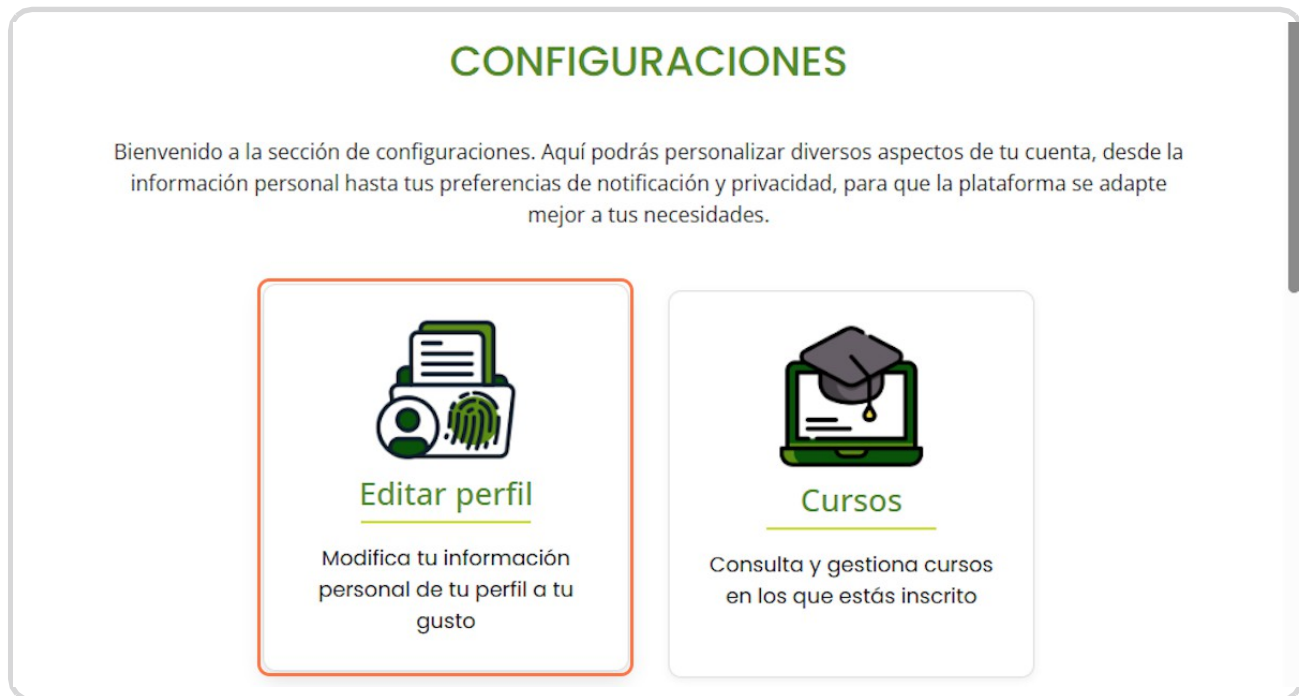 CONFIGURACIONES
Bienvenido a la sección de configuraciones. Aquí podrás personalizar diversos aspectos de tu cuenta, desde la
información personal hasta tus preferencias de notificación y privacidad, para que la plataforma se adapte
mejor a tus necesidades.
Editar perfil
Modifica tu información
personal de tu perfil a tu
gusto
Cursos
Consulta y gestiona cursos
en los que estás inscrito